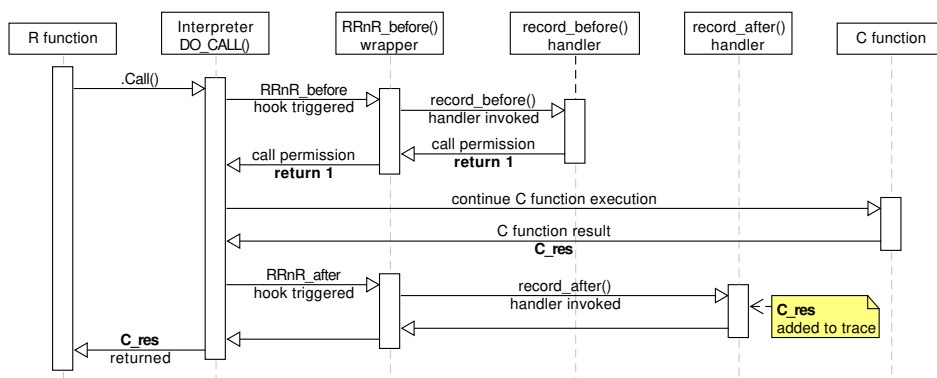 R function
Interpreter
DO_CALL()
RRnR_before()
wrapper
record_before()
handler
record_after()
handler
C function
.Call()
RRnR_before
hook triggered
record_before()
handler invoked
call permission
return 1
call permission
return 1
continue C function execution
C function result
C_res
RRnR_after
hook triggered
record_after()
handler invoked
C_res
added to trace
C_res
returned